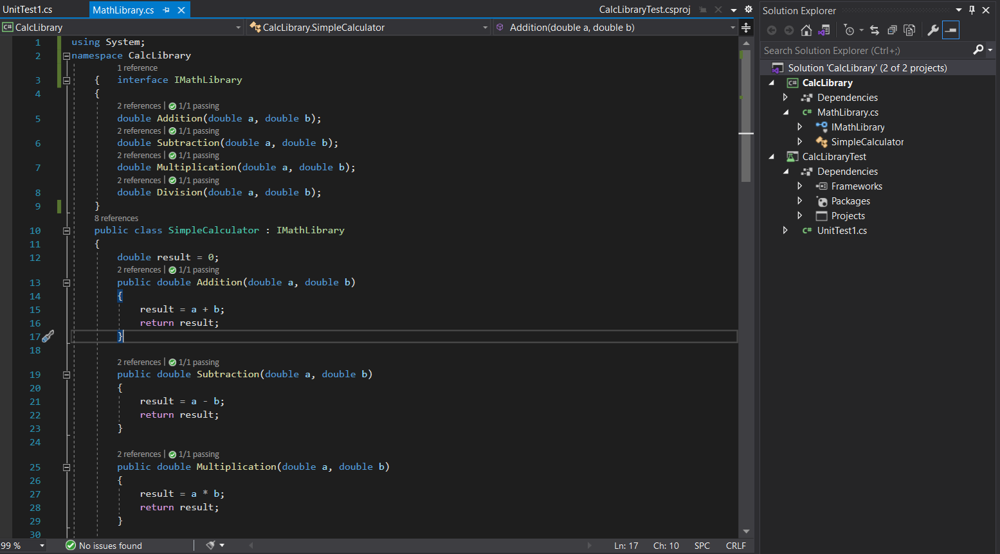 UnitTest1.cs
MathLibrary.cs
CalcLibraryTest.csproj
C# CalcLibrary
CalcLibrary.SimpleCalculator
Addition(double a, double b)
1 using System;
2 namespace CalcLibrary
1 reference
3 { interface IMathLibrary
4 {
2 references | 1/1 passing
5 double Addition(double a, double b);
2 references | 1/1 passing
6 double Subtraction(double a, double b);
2 references | 1/1 passing
7 double Multiplication(double a, double b);
2 references | 1/1 passing
8 double Division(double a, double b);
9 }
8 references
10 public class SimpleCalculator : IMathLibrary
11 {
12 double result = 0;
2 references | 1/1 passing
13 public double Addition(double a, double b)
14 {
15 result = a + b;
16 return result;
17 }
18
2 references | 1/1 passing
19 public double Subtraction(double a, double b)
20 {
21 result = a - b;
22 return result;
23 }
24
2 references | 1/1 passing
25 public double Multiplication(double a, double b)
26 {
27 result = a * b;
28 return result;
29 }
30
99 %
No issues found
Ln: 17 Ch: 10 SPC CRLF
Solution Explorer
Search Solution Explorer (Ctrl+;)
Solution 'CalcLibrary' (2 of 2 projects)
C# CalcLibrary
Dependencies
C# MathLibrary.cs
IMathLibrary
SimpleCalculator
CalcLibraryTest
Dependencies
Frameworks
Packages
Projects
C# UnitTest1.cs